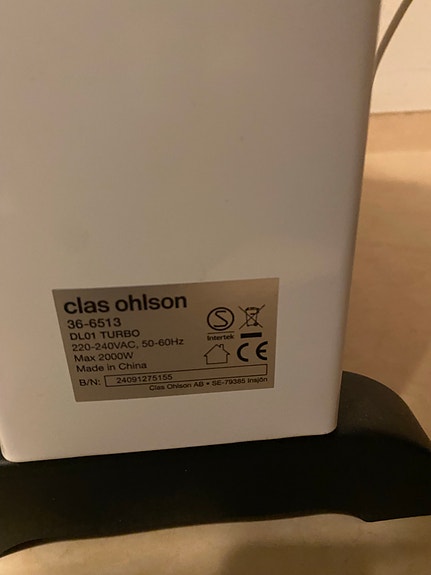 clas ohlson
36-6513
DL01 TURBO
220-240VAC, 50-60Hz
Max 2000W
Made in China
B/N: 24091275155
Clas Ohlson AB • SE-79385 Insjön
S
Intertek
CE